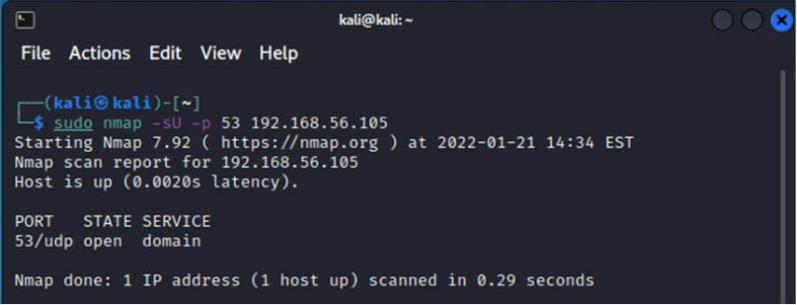 kali@kali: ~
File Actions Edit View Help
┌──(kali㉿kali)-[~]
└─$ sudo nmap -sU -p 53 192.168.56.105
Starting Nmap 7.92 ( https://nmap.org ) at 2022-01-21 14:34 EST
Nmap scan report for 192.168.56.105
Host is up (0.0020s latency).
PORT   STATE SERVICE
53/udp open  domain
Nmap done: 1 IP address (1 host up) scanned in 0.29 seconds